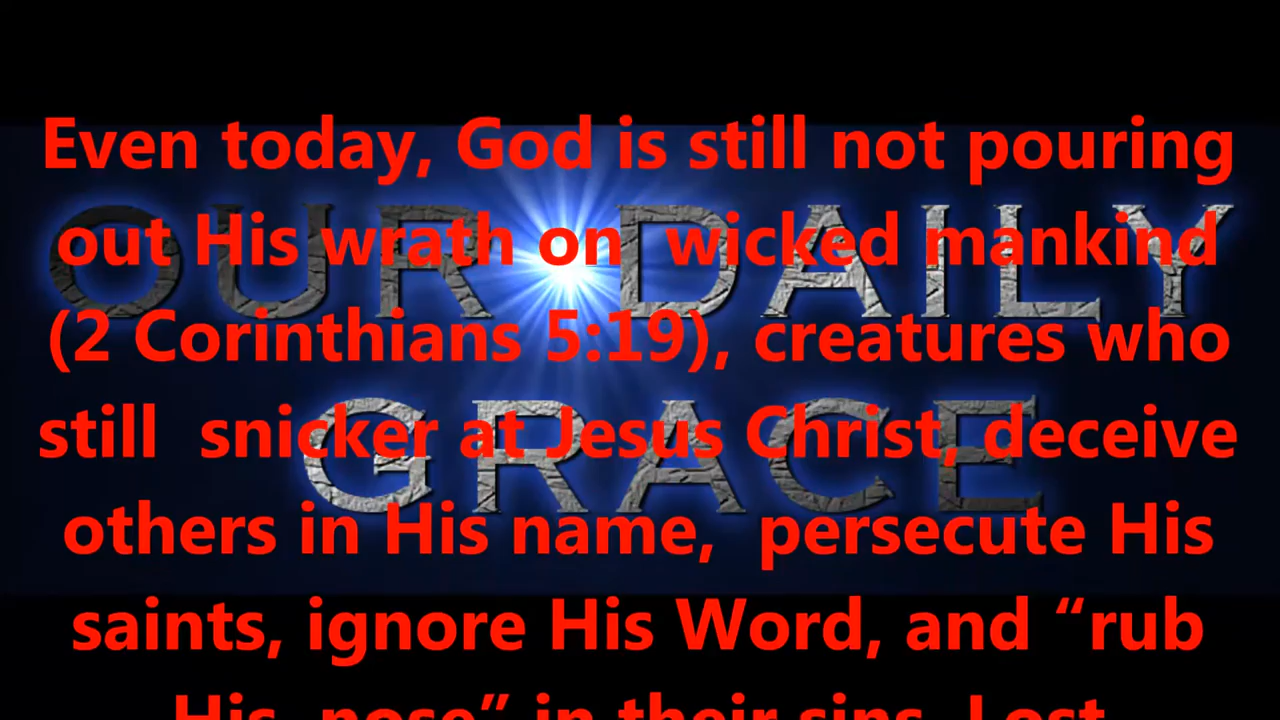 Even today, God is still not pouring
out His wrath on  wicked mankind
(2 Corinthians 5:19), creatures who
still  snicker at Jesus Christ, deceive
others in His name,  persecute His
saints, ignore His Word, and “rub
His  nose” in their sins. Lost
OUR DAILY
GRACE